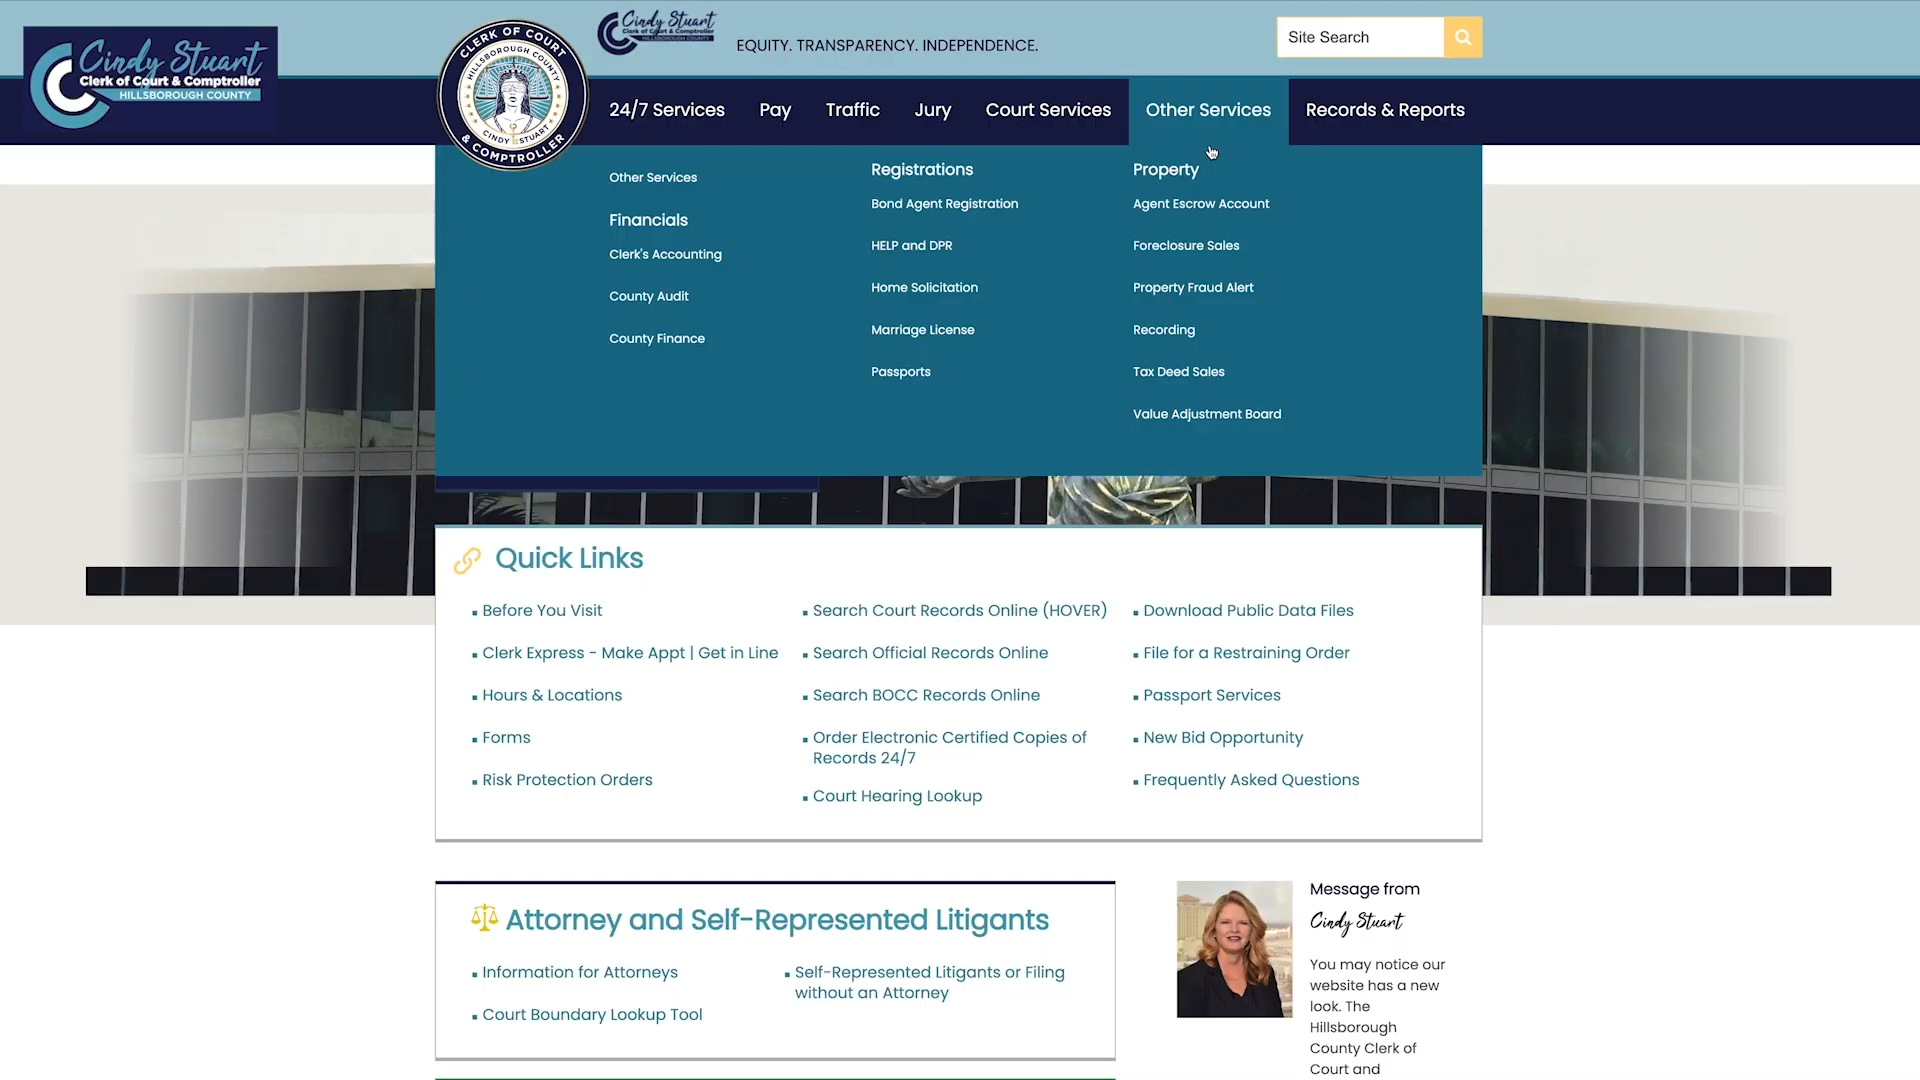 Cindy Stuart
Clerk of Court & Comptroller
HILLSBOROUGH COUNTY
CLERK OF COURT
HILLSBOROUGH COUNTY
CINDY STUART
& COMPTROLLER
Cindy Stuart
Clerk of Court & Comptroller
HILLSBOROUGH COUNTY
EQUITY. TRANSPARENCY. INDEPENDENCE.
Site Search
24/7 Services Pay Traffic Jury Court Services Other Services Records & Reports
Other Services
Financials
Clerk's Accounting
County Audit
County Finance
Registrations
Bond Agent Registration
HELP and DPR
Home Solicitation
Marriage License
Passports
Property
Agent Escrow Account
Foreclosure Sales
Property Fraud Alert
Recording
Tax Deed Sales
Value Adjustment Board
Quick Links
Before You Visit
Clerk Express - Make Appt | Get in Line
Hours & Locations
Forms
Risk Protection Orders
Search Court Records Online (HOVER)
Search Official Records Online
Search BOCC Records Online
Order Electronic Certified Copies of
Records 24/7
Court Hearing Lookup
Download Public Data Files
File for a Restraining Order
Passport Services
New Bid Opportunity
Frequently Asked Questions
Attorney and Self-Represented Litigants
Information for Attorneys
Court Boundary Lookup Tool
Self-Represented Litigants or Filing
without an Attorney
Message from
Cindy Stuart
You may notice our
website has a new
look. The
Hillsborough
County Clerk of
Court and